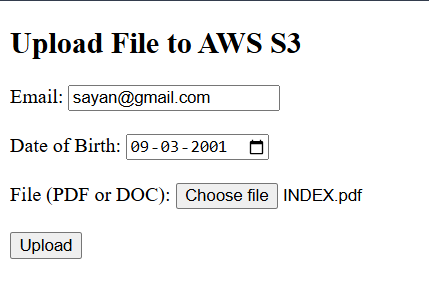 Upload File to AWS S3
Email: sayan@gmail.com
Date of Birth: 09-03-2001
File (PDF or DOC): Choose file INDEX.pdf
Upload